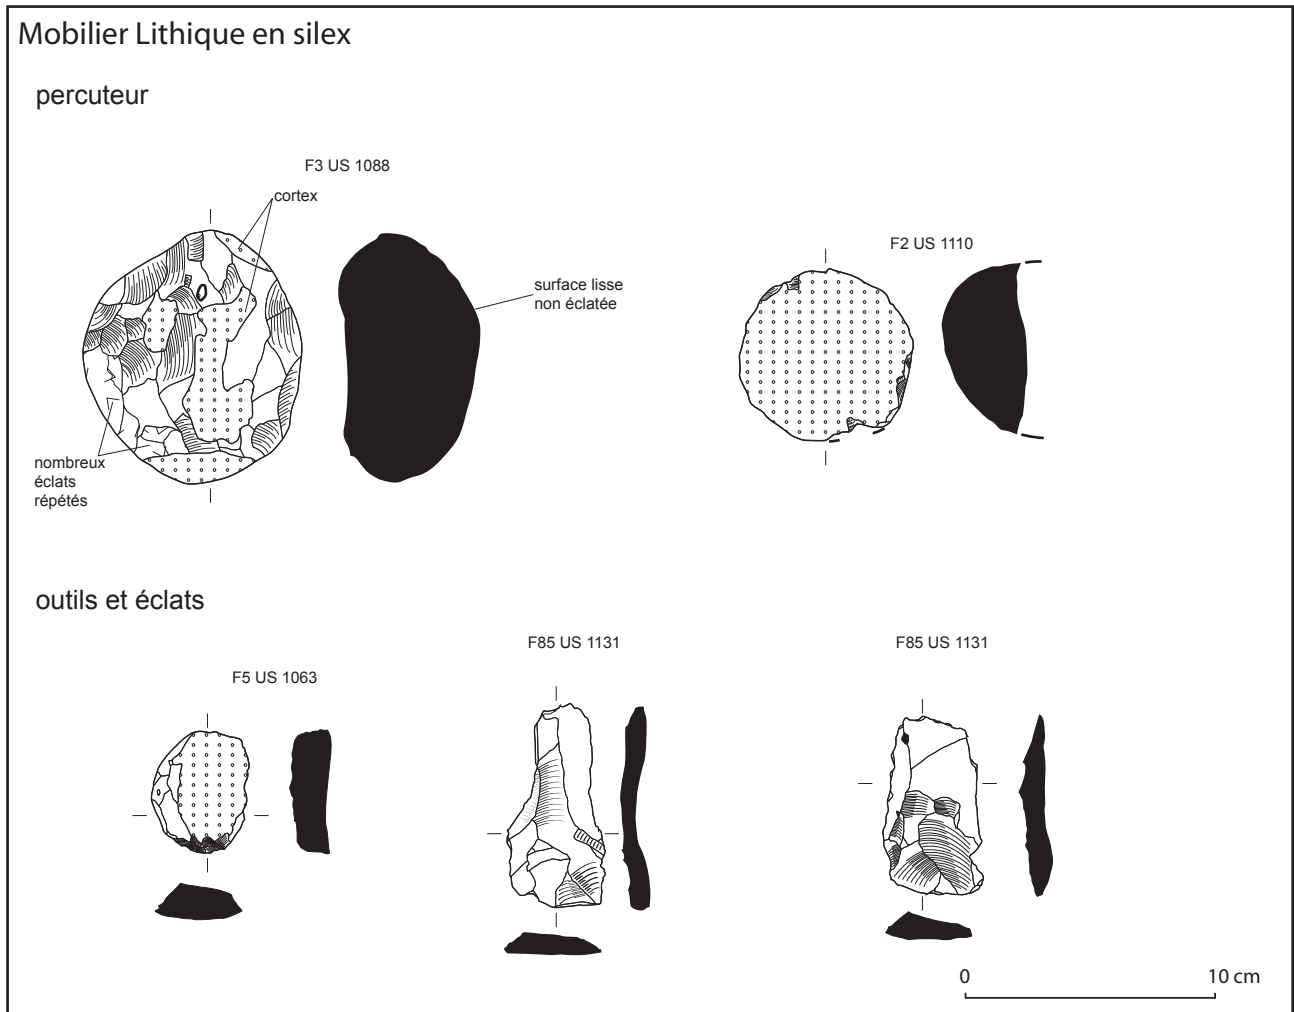 Mobilier Lithique en silex
percuteur
F3 US 1088
cortex
surface lisse
non éclatée
nombreux
éclats
répétés
F2 US 1110
outils et éclats
F5 US 1063
F85 US 1131
F85 US 1131
0
10 cm